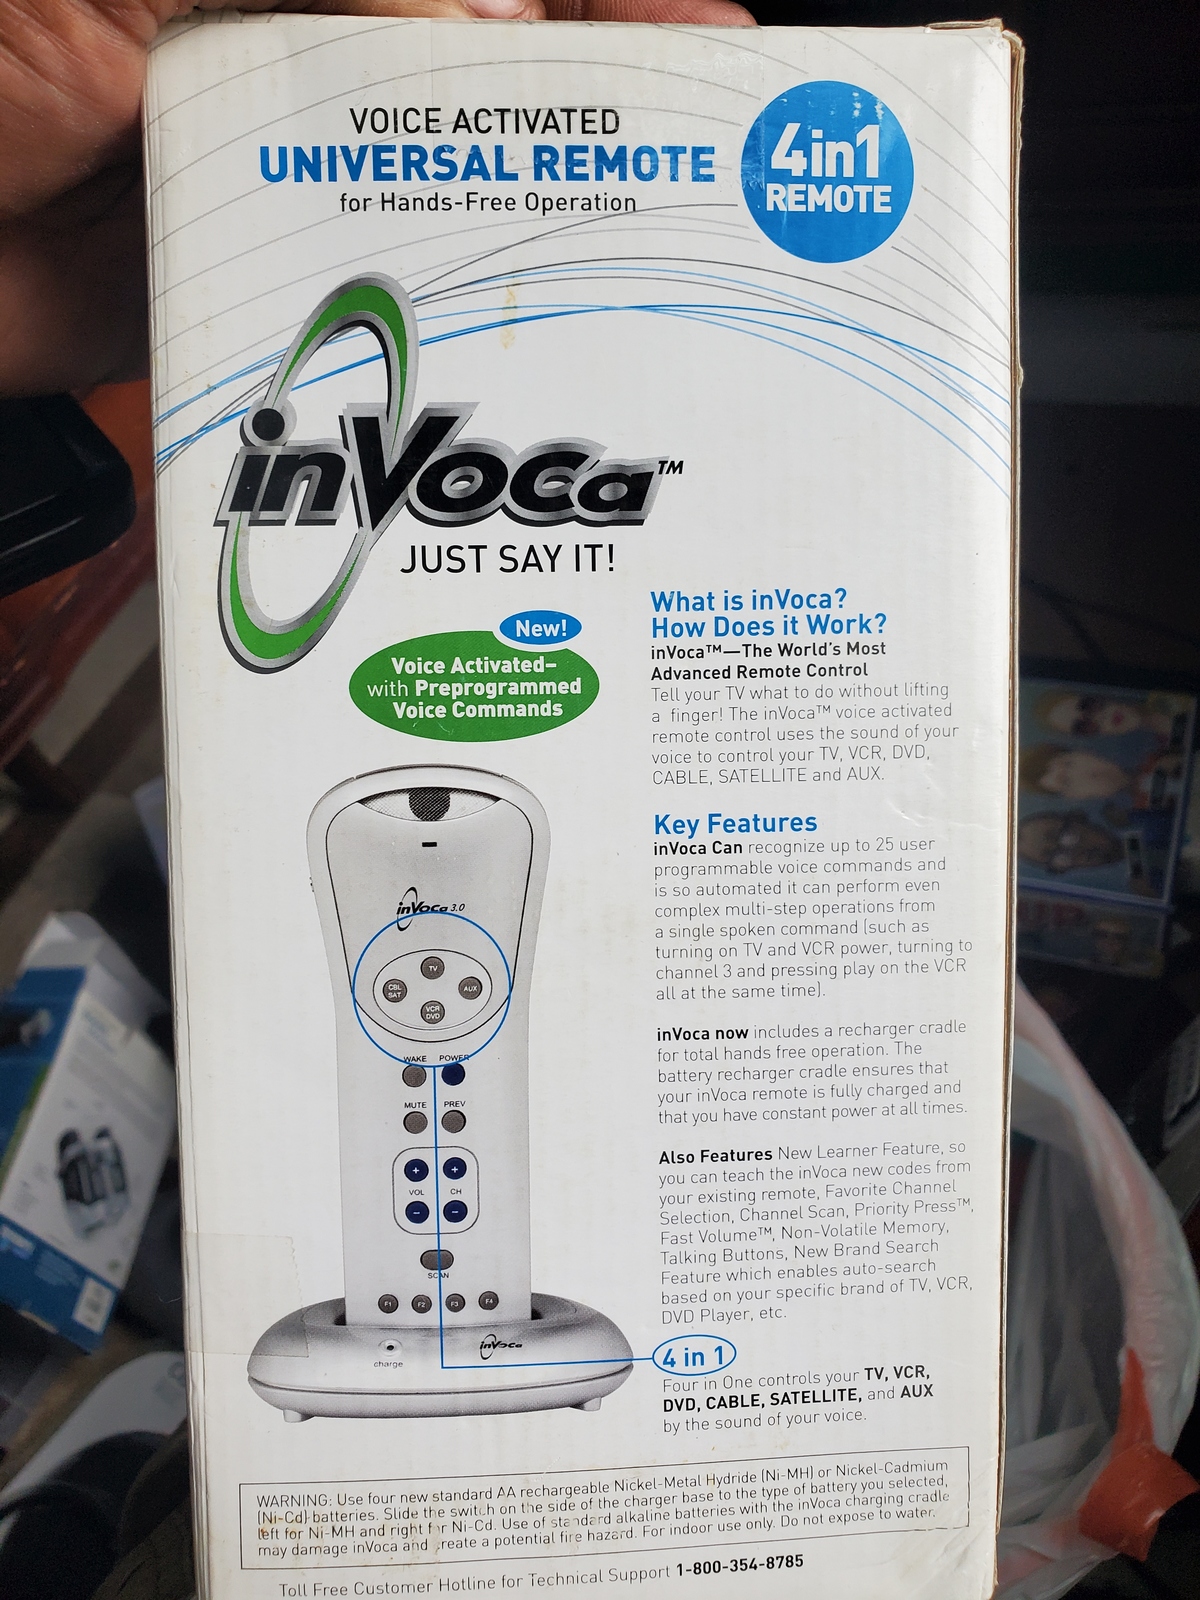 VOICE ACTIVATED
UNIVERSAL REMOTE
for Hands-Free Operation
4in1
REMOTE
inVoca™
JUST SAY IT!
New!
Voice Activated–
with Preprogrammed
Voice Commands
What is inVoca?
How Does it Work?
inVoca™—The World's Most
Advanced Remote Control
Tell your TV what to do without lifting
a finger! The inVoca™ voice activated
remote control uses the sound of your
voice to control your TV, VCR, DVD,
CABLE, SATELLITE and AUX.
Key Features
inVoca Can recognize up to 25 user
programmable voice commands and
is so automated it can perform even
complex multi-step operations from
a single spoken command (such as
turning on TV and VCR power, turning to
channel 3 and pressing play on the VCR
all at the same time).
inVoca now includes a recharger cradle
for total hands free operation. The
battery recharger cradle ensures that
your inVoca remote is fully charged and
that you have constant power at all times.
Also Features New Learner Feature, so
you can teach the inVoca new codes from
your existing remote, Favorite Channel
Selection, Channel Scan, Priority Press™,
Fast Volume™, Non-Volatile Memory,
Talking Buttons, New Brand Search
Feature which enables auto-search
based on your specific brand of TV, VCR,
DVD Player, etc.
4 in 1
Four in One controls your TV, VCR,
DVD, CABLE, SATELLITE, and AUX
by the sound of your voice.
inVoca 3.0
TV
CBL
SAT
AUX
VCR
DVD
WAKE POWER
MUTE PREV
+ +
VOL CH
– –
SCAN
F1 F2 F3 F4
charge
inVoca
WARNING: Use four new standard AA rechargeable Nickel-Metal Hydride (Ni-MH) or Nickel-Cadmium
(Ni-Cd) batteries. Slide the switch on the side of the charger base to the type of battery you selected,
left for Ni-MH and right for Ni-Cd. Use of standard alkaline batteries with the inVoca charging cradle
may damage inVoca and create a potential fire hazard. For indoor use only. Do not expose to water.
Toll Free Customer Hotline for Technical Support 1-800-354-8785